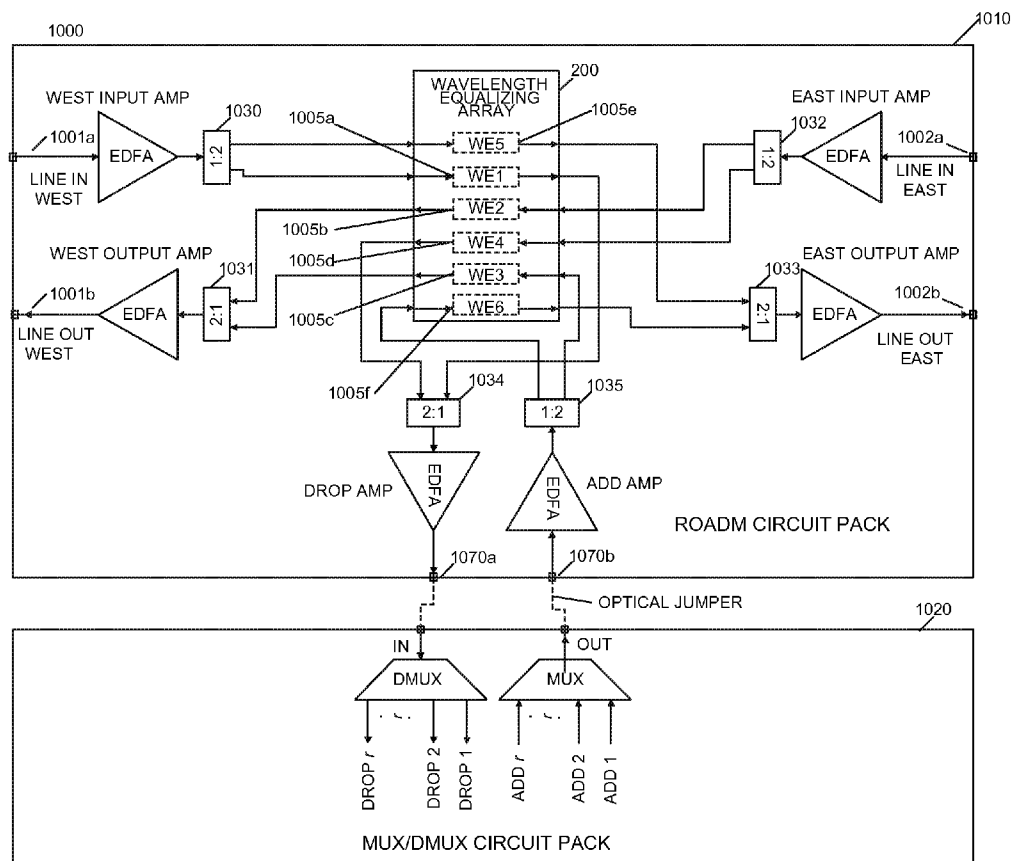 1000
1010
WAVELENGTH
EQUALIZING
ARRAY
200
WEST INPUT AMP
1030
1005a
1005e
EAST INPUT AMP
1032
1001a
EDFA
1:2
WE5
1:2
EDFA
1002a
LINE IN
WEST
WE1
LINE IN
EAST
WE2
1005b
WEST OUTPUT AMP
1031
WE4
1005d
EAST OUTPUT AMP
1033
1001b
EDFA
2:1
WE3
1005c
2:1
EDFA
1002b
LINE OUT
WEST
WE6
LINE OUT
EAST
1005f
1034
1035
2:1
1:2
DROP AMP
EDFA
EDFA
ADD AMP
ROADM CIRCUIT PACK
1070a
1070b
OPTICAL JUMPER
1020
IN
OUT
DMUX
MUX
. r .
. r .
DROP r
DROP 2
DROP 1
ADD r
ADD 2
ADD 1
MUX/DMUX CIRCUIT PACK